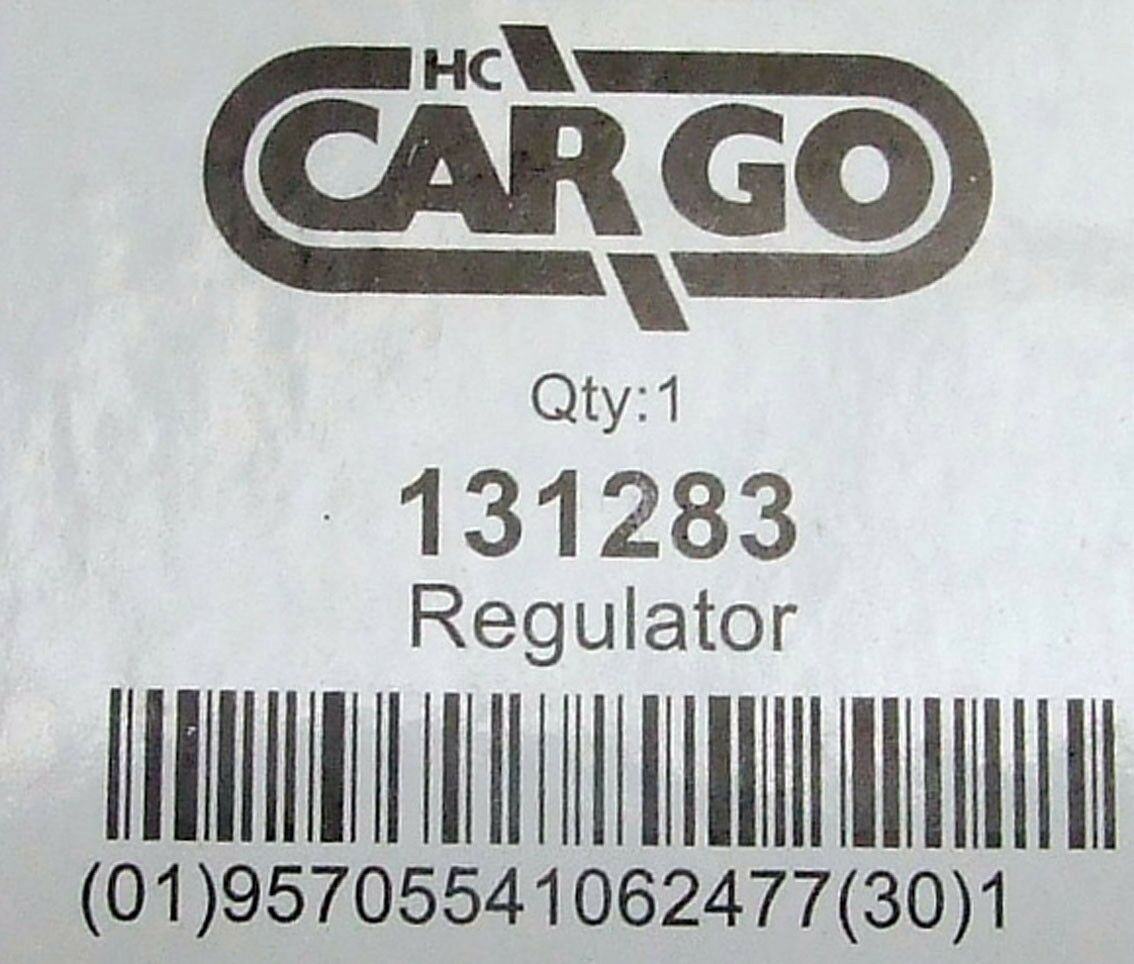 HC
CARGO
Qty:1
131283
Regulator
(01)95705541062477(30)1